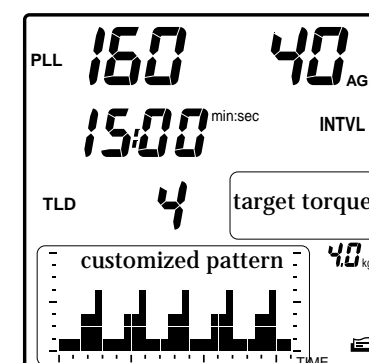 PLL 160 40 AG
15:00 min:sec INTVL
TLD 4 target torque
customized pattern 4.0 kg
TIME